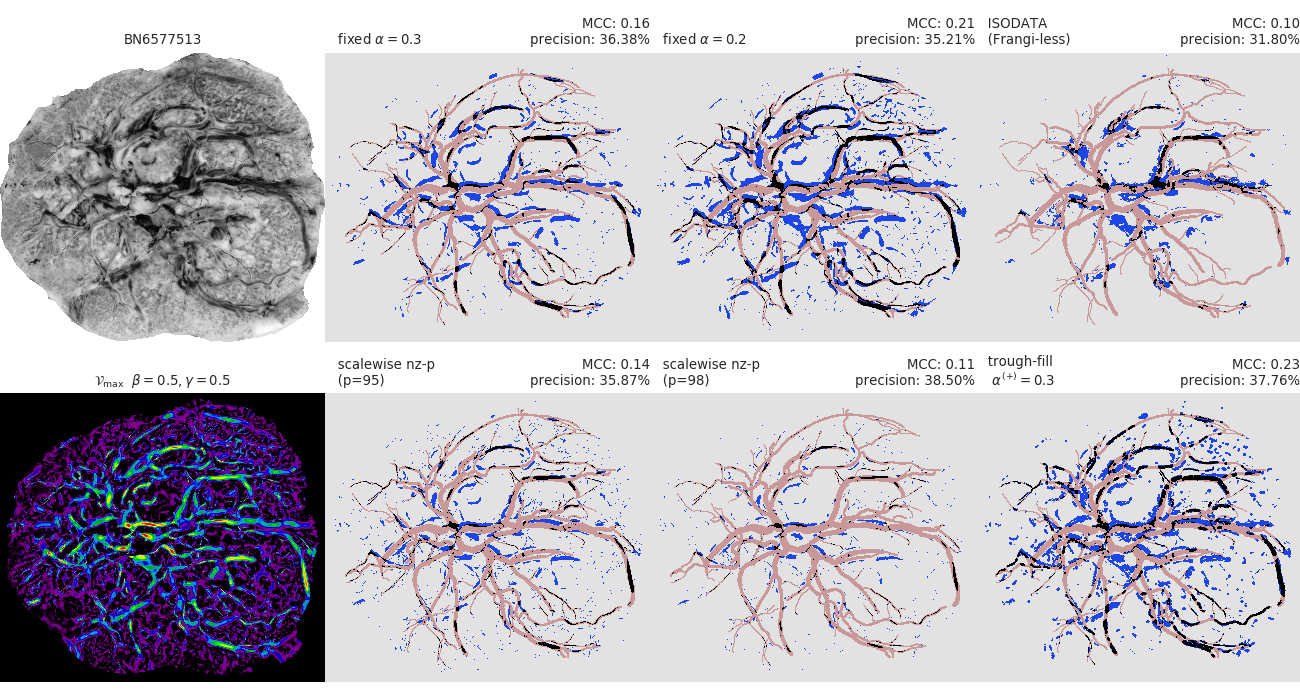 BN6577513
fixed α = 0.3
MCC: 0.16
precision: 36.38%
fixed α = 0.2
MCC: 0.21
precision: 35.21%
ISODATA
(Frangi-less)
MCC: 0.10
precision: 31.80%
𝒱max β = 0.5, γ = 0.5
scalewise nz-p
(p=95)
MCC: 0.14
precision: 35.87%
scalewise nz-p
(p=98)
MCC: 0.11
precision: 38.50%
trough-fill
α(+) = 0.3
MCC: 0.23
precision: 37.76%